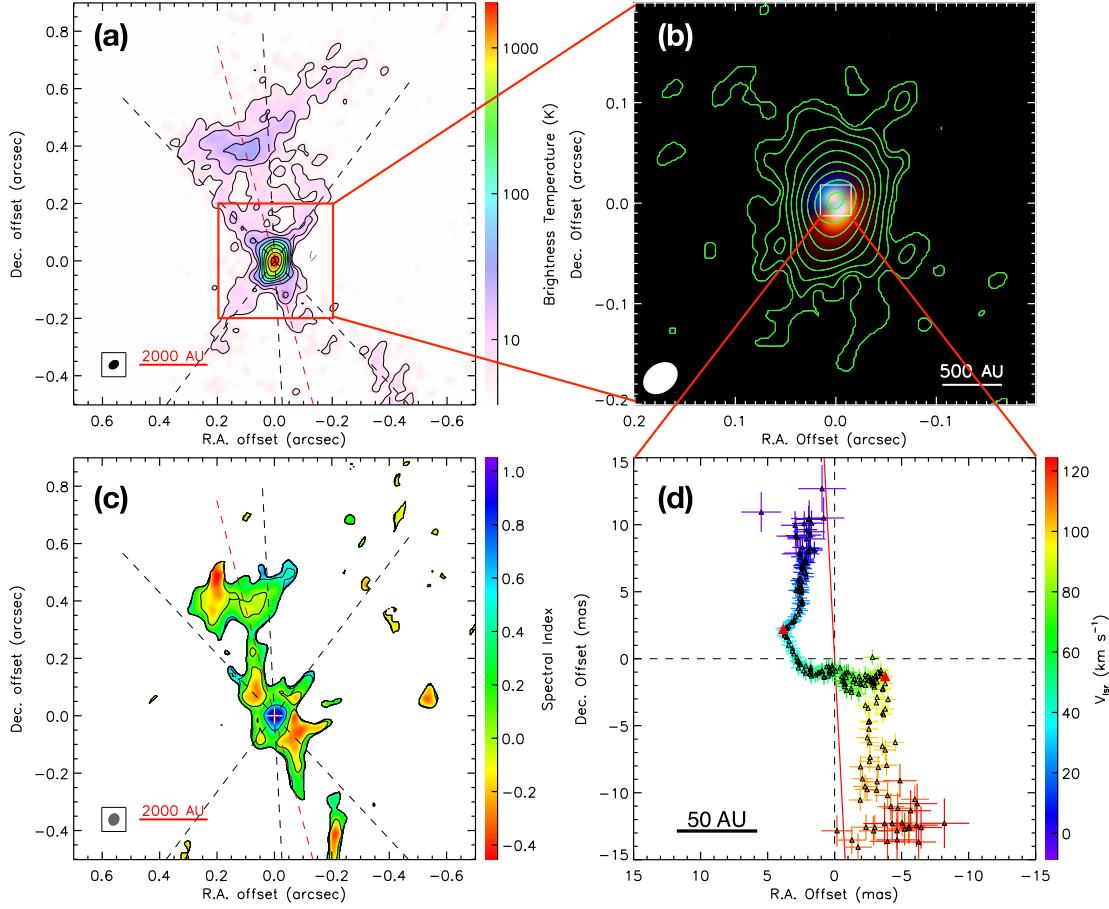 (a)
0.8
0.6
0.4
0.2
0.0
−0.2
−0.4
Dec. offset (arcsec)
2000 AU
0.6 0.4 0.2 0.0 −0.2 −0.4 −0.6
R.A. offset (arcsec)
1000
100
10
Brightness Temperature (K)
(b)
0.1
0.0
−0.1
−0.2
Dec. Offset (arcsec)
500 AU
0.2 0.1 0.0 −0.1
R.A. Offset (arcsec)
(c)
0.8
0.6
0.4
0.2
0.0
−0.2
−0.4
Dec. offset (arcsec)
2000 AU
0.6 0.4 0.2 0.0 −0.2 −0.4 −0.6
R.A. offset (arcsec)
1.0
0.8
0.6
0.4
0.2
0.0
−0.2
−0.4
Spectral Index
(d)
15
10
5
0
−5
−10
−15
Dec. Offset (mas)
50 AU
15 10 5 0 −5 −10 −15
R.A. Offset (mas)
120
100
80
60
40
20
0
V lsr (km s−1)